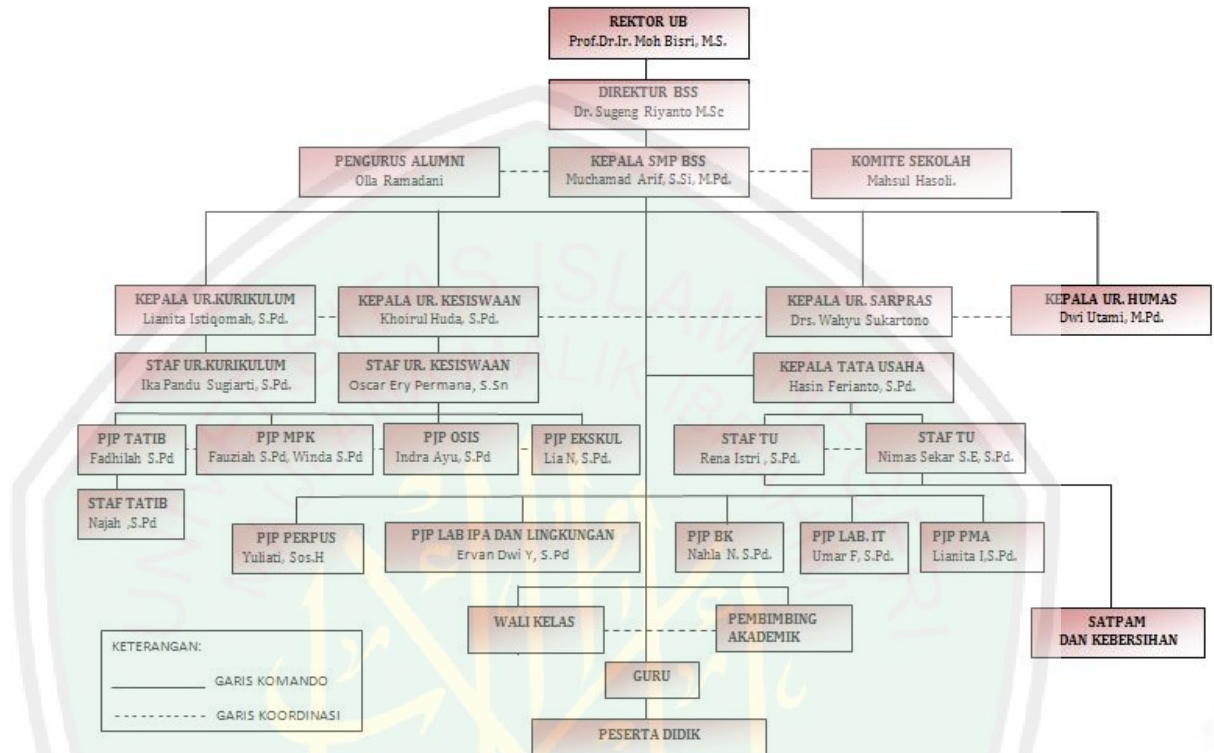 REKTOR UB
Prof.Dr.Ir. Moh Bisri, M.S.
DIREKTUR BSS
Dr. Sugeng Riyanto M.Sc
PENGURUS ALUMNI
Olla Ramadani
KEPALA SMP BSS
Muchamad Arif, S.Si, M.Pd.
KOMITE SEKOLAH
Mahsul Hasoli.
KEPALA UR.KURIKULUM
Lianita Istiqomah, S.Pd.
KEPALA UR. KESISWAAN
Khoirul Huda, S.Pd.
KEPALA UR. SARPRAS
Drs. Wahyu Sukartono
KEPALA UR. HUMAS
Dwi Utami, M.Pd.
STAF UR.KURIKULUM
Ika Pandu Sugiarti, S.Pd.
STAF UR. KESISWAAN
Oscar Ery Permana, S.Sn
KEPALA TATA USAHA
Hasin Ferianto, S.Pd.
PJP TATIB
Fadhilah S.Pd
PJP MPK
Fauziah S.Pd, Winda S.Pd
PJP OSIS
Indra Ayu, S.Pd
PJP EKSKUL
Lia N, S.Pd.
STAF TU
Rena Istri , S.Pd.
STAF TU
Nimas Sekar S.E, S.Pd.
STAF TATIB
Najah ,S.Pd
PJP PERPUS
Yuliati, Sos.H
PJP LAB IPA DAN LINGKUNGAN
Ervan Dwi Y, S.Pd
PJP BK
Nahla N. S.Pd.
PJP LAB. IT
Umar F, S.Pd.
PJP PMA
Lianita I,S.Pd.
WALI KELAS
PEMBIMBING
AKADEMIK
SATPAM
DAN KEBERSIHAN
KETERANGAN:
GARIS KOMANDO
GARIS KOORDINASI
GURU
PESERTA DIDIK